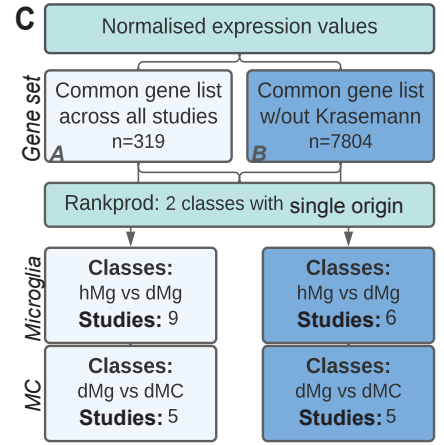 C
Normalised expression values
Gene set
Common gene list
across all studies
n=319
A
Common gene list
w/out Krasemann
n=7804
B
Rankprod: 2 classes with single origin
Microglia
Classes:
hMg vs dMg
Studies: 9
Classes:
hMg vs dMg
Studies: 6
MC
Classes:
dMg vs dMC
Studies: 5
Classes:
dMg vs dMC
Studies: 5